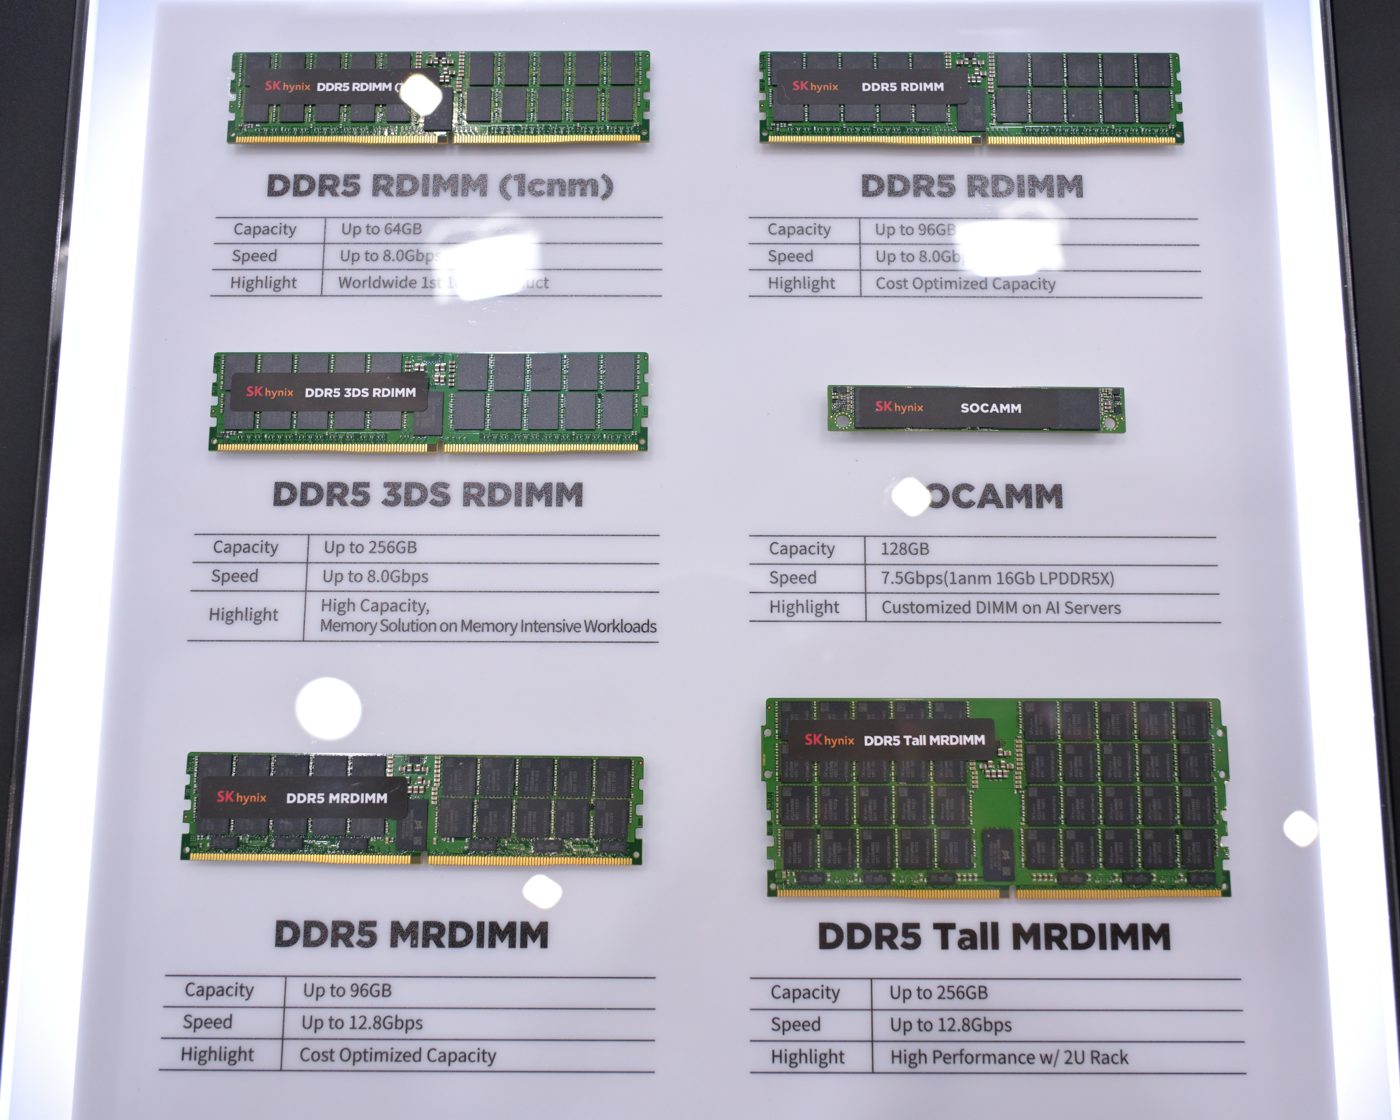 SK hynix DDR5 RDIMM
DDR5 RDIMM (1cnm)
Capacity Up to 64GB
Speed Up to 8.0Gbps
Highlight Worldwide 1st
SK hynix DDR5 RDIMM
DDR5 RDIMM
Capacity Up to 96GB
Speed Up to 8.0Gb
Highlight Cost Optimized Capacity
SK hynix DDR5 3DS RDIMM
DDR5 3DS RDIMM
Capacity Up to 256GB
Speed Up to 8.0Gbps
Highlight High Capacity,
Memory Solution on Memory Intensive Workloads
SK hynix SOCAMM
OCAMM
Capacity 128GB
Speed 7.5Gbps(1anm 16Gb LPDDR5X)
Highlight Customized DIMM on AI Servers
SK hynix DDR5 MRDIMM
DDR5 MRDIMM
Capacity Up to 96GB
Speed Up to 12.8Gbps
Highlight Cost Optimized Capacity
SK hynix DDR5 Tall MRDIMM
DDR5 Tall MRDIMM
Capacity Up to 256GB
Speed Up to 12.8Gbps
Highlight High Performance w/ 2U Rack